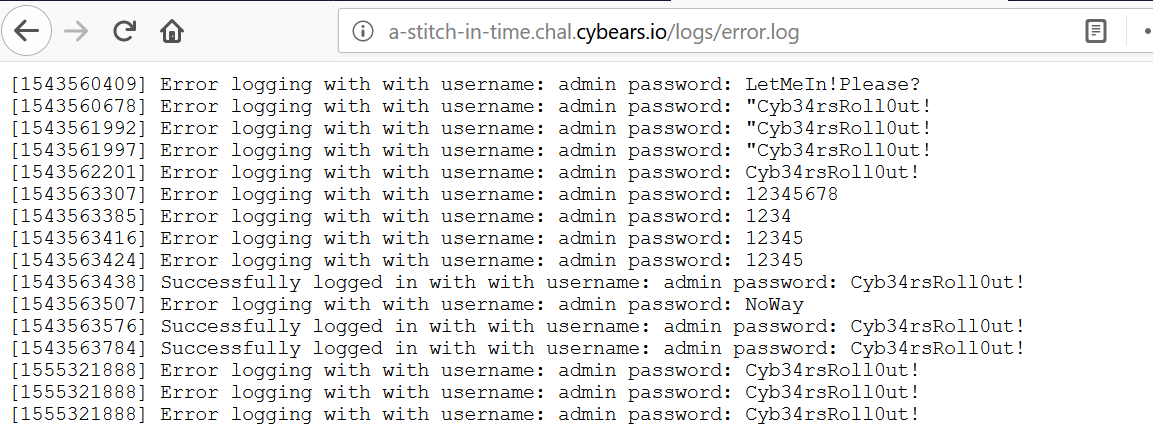 a-stitch-in-time.chal.cybears.io/logs/error.log
[1543560409] Error logging with with username: admin password: LetMeIn!Please?
[1543560678] Error logging with with username: admin password: "Cyb34rsRoll0ut!
[1543561992] Error logging with with username: admin password: "Cyb34rsRoll0ut!
[1543561997] Error logging with with username: admin password: "Cyb34rsRoll0ut!
[1543562201] Error logging with with username: admin password: Cyb34rsRoll0ut!
[1543563307] Error logging with with username: admin password: 12345678
[1543563385] Error logging with with username: admin password: 1234
[1543563416] Error logging with with username: admin password: 12345
[1543563424] Error logging with with username: admin password: 12345
[1543563438] Successfully logged in with with username: admin password: Cyb34rsRoll0ut!
[1543563507] Error logging with with username: admin password: NoWay
[1543563576] Successfully logged in with with username: admin password: Cyb34rsRoll0ut!
[1543563784] Successfully logged in with with username: admin password: Cyb34rsRoll0ut!
[1555321888] Error logging with with username: admin password: Cyb34rsRoll0ut!
[1555321888] Error logging with with username: admin password: Cyb34rsRoll0ut!
[1555321888] Error logging with with username: admin password: Cyb34rsRoll0ut!